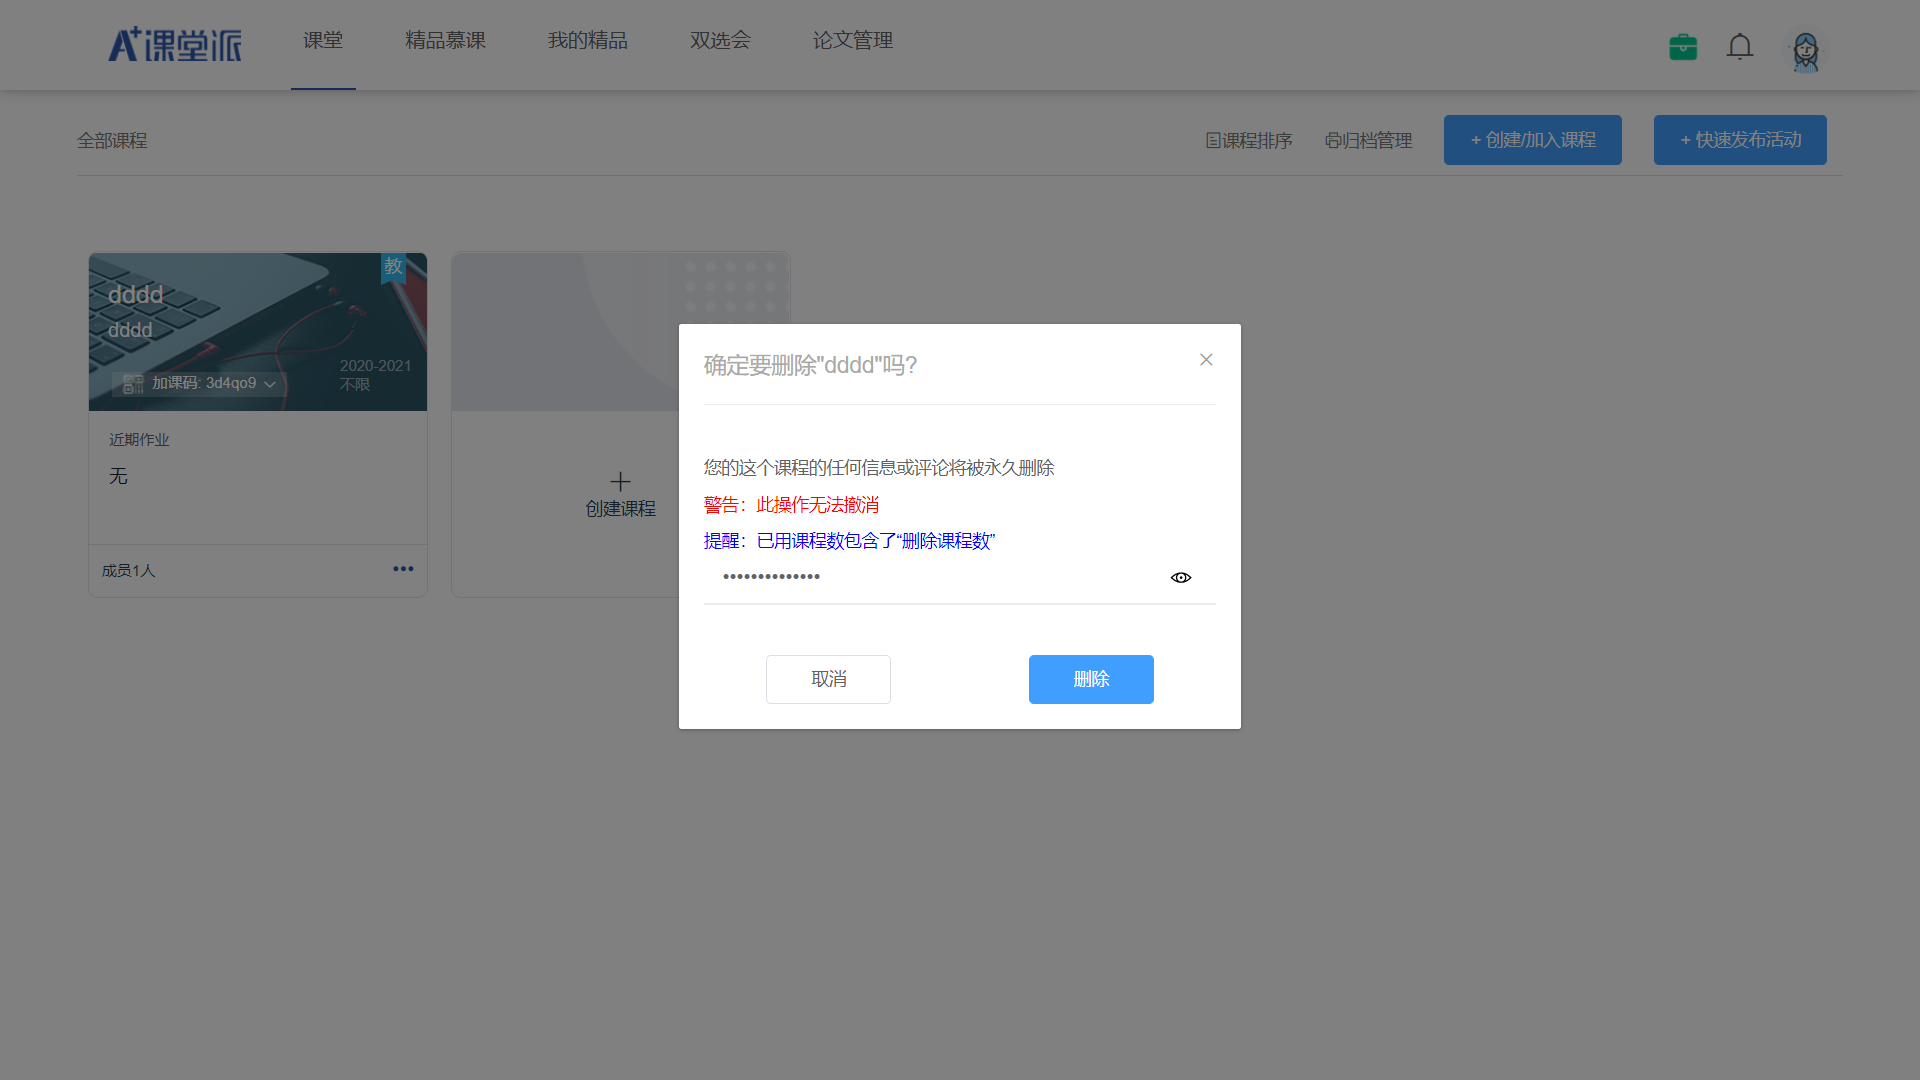 A+课堂派
课堂
精品慕课
我的精品
双选会
论文管理
全部课程
课程排序
归档管理
+ 创建/加入课程
+ 快速发布活动
教
dddd
dddd
2020-2021
不限
加课码: 3d4qo9
近期作业
无
成员1人
创建课程
确定要删除"dddd"吗?
您的这个课程的任何信息或评论将被永久删除
警告：此操作无法撤消
提醒：已用课程数包含了“删除课程数”
••••••••••••••
取消
删除